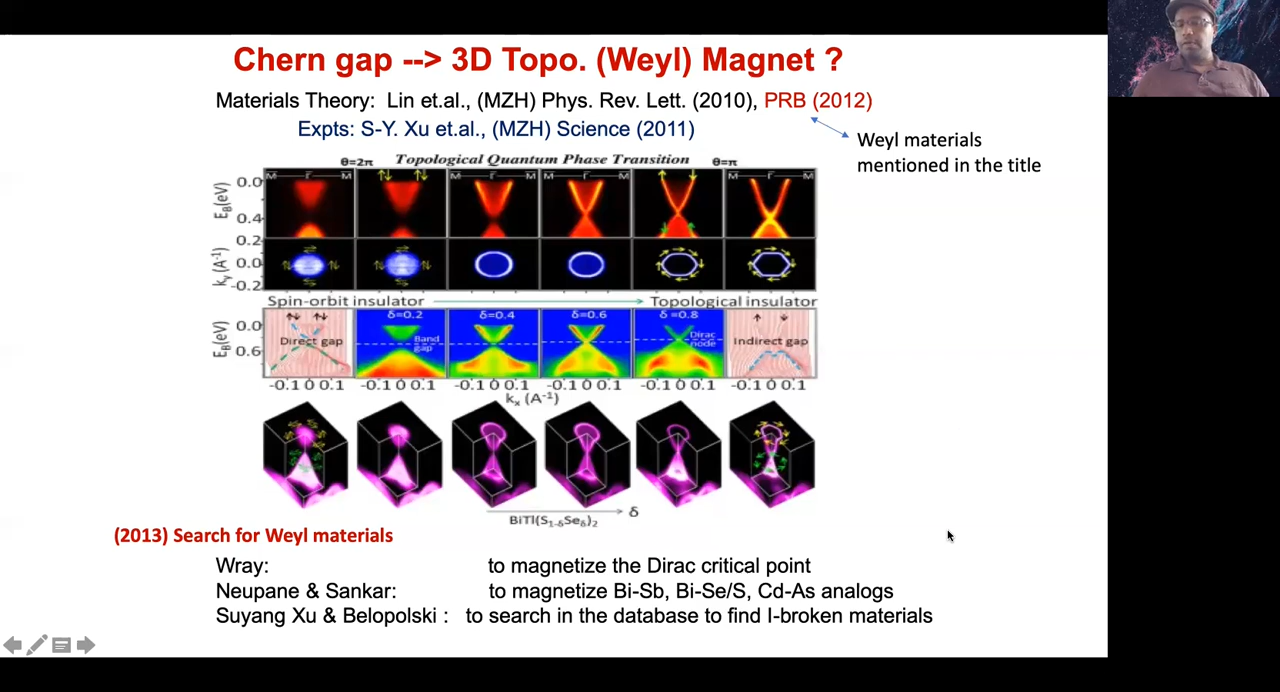 Chern gap --> 3D Topo. (Weyl) Magnet ?
Materials Theory: Lin et.al., (MZH) Phys. Rev. Lett. (2010), PRB (2012)
Expts: S-Y. Xu et.al., (MZH) Science (2011)
Weyl materials
mentioned in the title
θ=2π Topological Quantum Phase Transition θ=π
M Γ M M Γ M M Γ M M Γ M
E_B(eV) 0.0 0.4
k_y(A⁻¹) 0.2 0.0 -0.2
Spin-orbit insulator Topological insulator
δ=0.2 δ=0.4 δ=0.6 δ=0.8
E_B(eV) 0.0 0.6
Direct gap Band gap Dirac node Indirect gap
-0.1 0 0.1 -0.1 0 0.1 -0.1 0 0.1 -0.1 0 0.1 -0.1 0 0.1 -0.1 0 0.1
k_x (A⁻¹)
δ
BiTl(S₁₋δSeδ)₂
(2013) Search for Weyl materials
Wray: to magnetize the Dirac critical point
Neupane & Sankar: to magnetize Bi-Sb, Bi-Se/S, Cd-As analogs
Suyang Xu & Belopolski : to search in the database to find I-broken materials